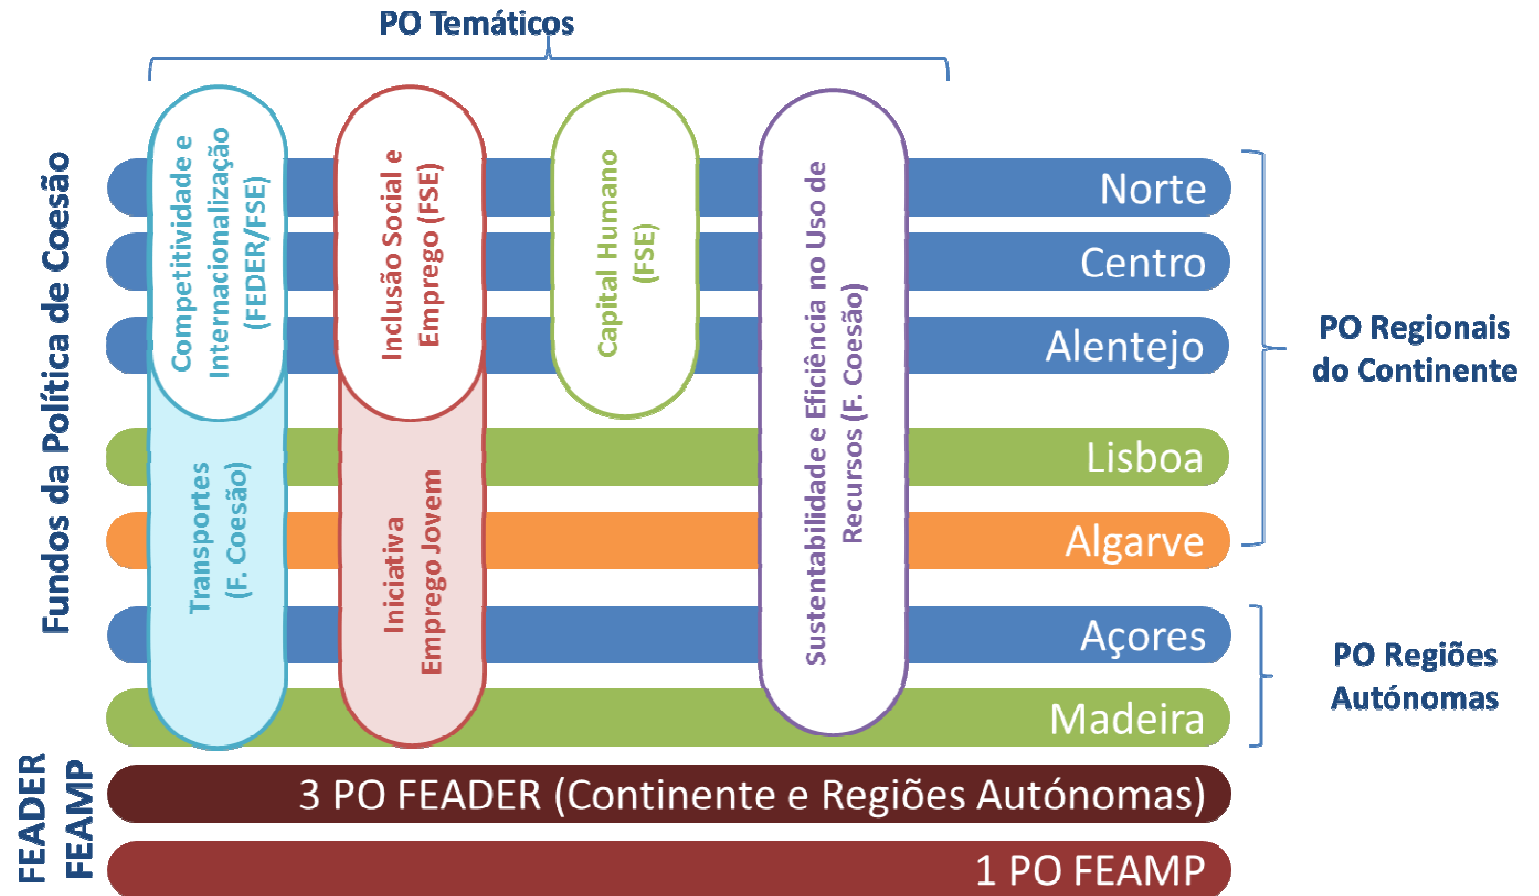 PO Temáticos
Fundos da Política de Coesão
Competitividade e
Internacionalização
(FEDER/FSE)
Transportes
(F. Coesão)
Inclusão Social e
Emprego (FSE)
Iniciativa
Emprego Jovem
Capital Humano
(FSE)
Sustentabilidade e Eficiência no Uso de
Recursos (F. Coesão)
Norte
Centro
Alentejo
Lisboa
Algarve
Açores
Madeira
PO Regionais
do Continente
PO Regiões
Autónomas
FEADER
FEAMP
3 PO FEADER (Continente e Regiões Autónomas)
1 PO FEAMP